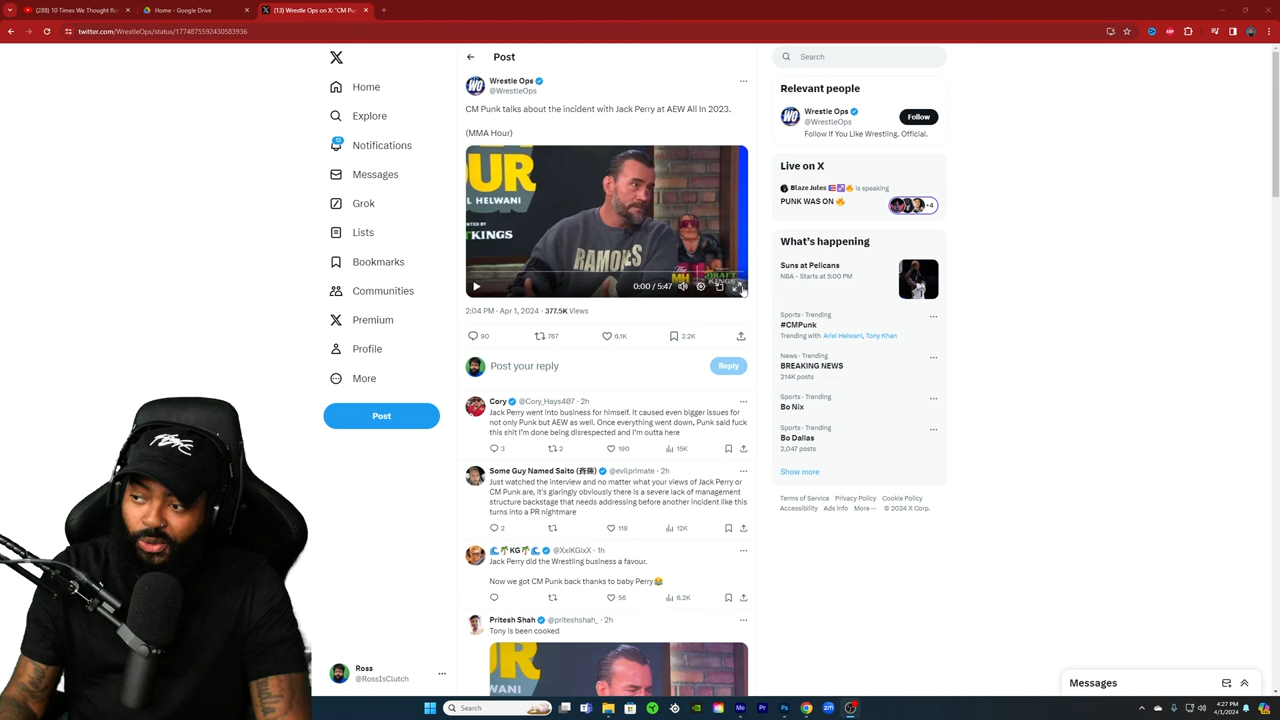 (288) 10 Times We Thought Ro
Home - Google Drive
(13) Wrestle Ops on X: "CM Pu
twitter.com/WrestleOps/status/1774875592430583936
Post
Search
Home
Explore
Notifications
Messages
Grok
Lists
Bookmarks
Communities
Premium
Profile
More
Post
Wrestle Ops
@WrestleOps
CM Punk talks about the incident with Jack Perry at AEW All In 2023.
(MMA Hour)
OUR
L HELWANI
KINGS
RAMONES
The
MH
DRAFT
KINGS
0:00 / 5:47
2:04 PM · Apr 1, 2024 · 377.5K Views
90
767
6.1K
2.2K
Post your reply
Reply
Cory @Cory_Hays407 · 2h
Jack Perry went into business for himself. It caused even bigger issues for
not only Punk but AEW as well. Once everything went down, Punk said fuck
this shit I'm done being disrespected and I'm outta here
3
2
190
15K
Some Guy Named Saito (斉藤) @evilprimate · 2h
Just watched the interview and no matter what your views of Jack Perry or
CM Punk are, it's glaringly obviously there is a severe lack of management
structure backstage that needs addressing before another incident like this
turns into a PR nightmare
2
118
12K
🌊🌴KG🌴🌊 @XxIKGIxX · 1h
Jack Perry did the Wrestling business a favour.
Now we got CM Punk back thanks to baby Perry😂
56
6.2K
Pritesh Shah @priteshshah_ · 2h
Tony is been cooked
Relevant people
Wrestle Ops
@WrestleOps
Follow
Follow If You Like Wrestling. Official.
Live on X
Blaze Jules is speaking
PUNK WAS ON 🔥
+4
What's happening
Suns at Pelicans
NBA · Starts at 5:00 PM
Sports · Trending
#CMPunk
Trending with Ariel Helwani, Tony Khan
News · Trending
BREAKING NEWS
214K posts
Sports · Trending
Bo Nix
Sports · Trending
Bo Dallas
2,047 posts
Show more
Terms of Service Privacy Policy Cookie Policy
Accessibility Ads info More ··· © 2024 X Corp.
Ross
@RossIsClutch
Messages
Search
4:27 PM
4/1/2024